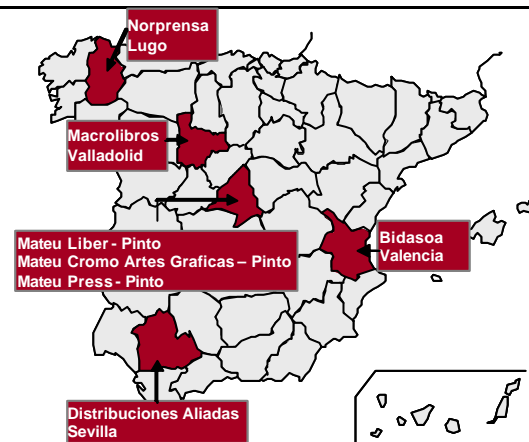 Norprensa
Lugo
Macrolibros
Valladolid
Mateu Liber - Pinto
Mateu Cromo Artes Graficas – Pinto
Mateu Press - Pinto
Bidasoa
Valencia
Distribuciones Aliadas
Sevilla